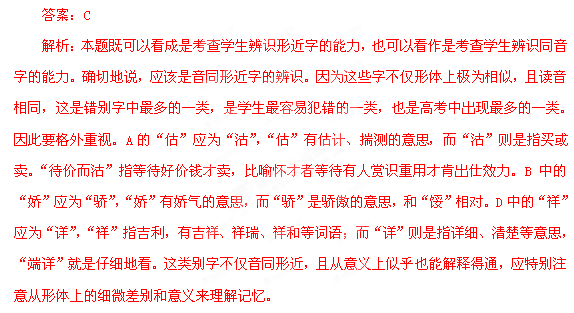 答案：C
解析：本题既可以看成是考查学生辨识形近字的能力，也可以看作是考查学生辨识同音
字的能力。确切地说，应该是音同形近字的辨识。因为这些字不仅形体上极为相似，且读音
相同，这是错别字中最多的一类，是学生最容易犯错的一类，也是高考中出现最多的一类。
因此要格外重视。A 的“估”应为“沽”，“估”有估计、揣测的意思，而“沽”则是指买或
卖。“待价而沽”指等待好价钱才卖，比喻怀才者等待有人赏识重用才肯出仕效力。B 中的
“娇”应为“骄”，“娇”有娇气的意思，而“骄”是骄傲的意思，和“馁”相对。D 中的“祥”
应为“详”，“祥”指吉利，有吉祥、祥瑞、祥和等词语；而“详”则是指详细、清楚等意思，
“端详”就是仔细地看。这类别字不仅音同形近，且从意义上似乎也能解释得通，应特别注
意从形体上的细微差别和意义来理解记忆。